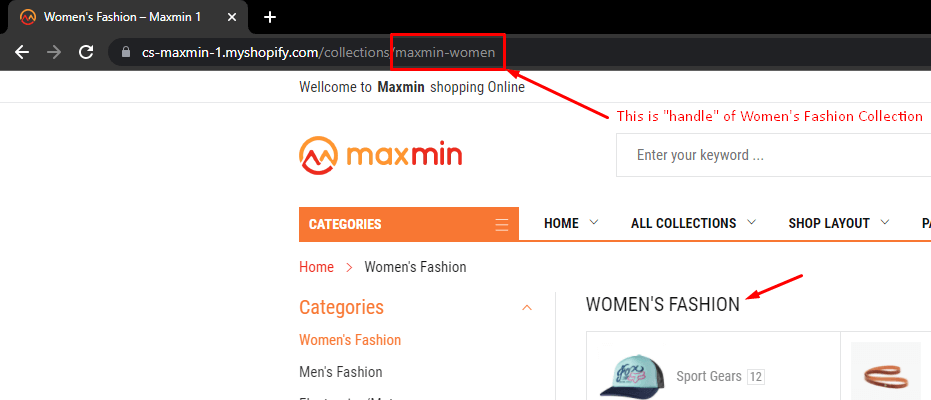 Women's Fashion – Maxmin 1
cs-maxmin-1.myshopify.com/collections/maxmin-women
Wellcome to Maxmin shopping Online
This is "handle" of Women's Fashion Collection
maxmin
Enter your keyword ...
CATEGORIES
HOME
ALL COLLECTIONS
SHOP LAYOUT
Home > Women's Fashion
Categories
WOMEN'S FASHION
Women's Fashion
fox
Sport Gears 12
Men's Fashion